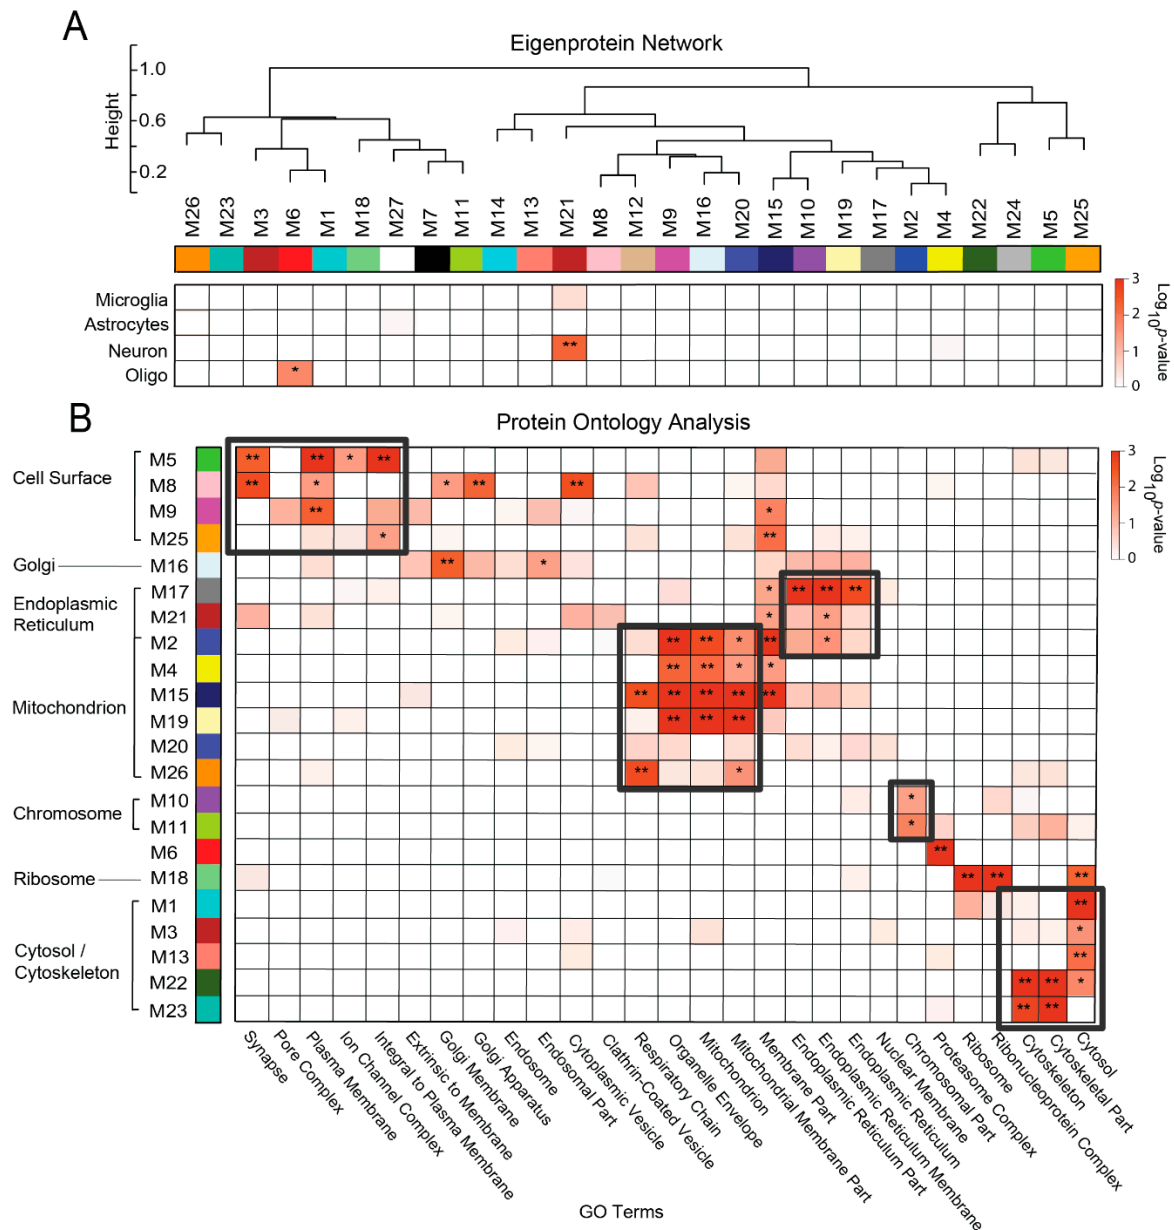 A
Eigenprotein Network
Height
1.0
0.6
0.2
M26 M23 M3 M6 M1 M18 M27 M7 M11 M14 M13 M21 M8 M12 M9 M16 M20 M15 M10 M19 M17 M2 M4 M22 M24 M5 M25
Microglia
Astrocytes
Neuron **
Oligo *
3
2
1
0
Log10p-value
B
Protein Ontology Analysis
Cell Surface
Golgi
Endoplasmic
Reticulum
Mitochondrion
Chromosome
Ribosome
Cytosol /
Cytoskeleton
M5 ** ** * **
M8 ** * * ** **
M9 ** *
M25 * **
M16 ** *
M17 * ** ** **
M21 * *
M2 ** ** * ** *
M4 ** ** * *
M15 ** ** ** ** **
M19 ** ** **
M20
M26 ** *
M10 *
M11 *
M6 **
M18 ** ** **
M1 **
M3 *
M13 **
M22 ** ** *
M23 ** **
3
2
1
0
Log10p-value
Synapse
Pore Complex
Plasma Membrane
Ion Channel Complex
Integral to Plasma Membrane
Extrinsic to Membrane
Golgi Membrane
Golgi Apparatus
Endosome
Endosomal Part
Cytoplasmic Vesicle
Clathrin-Coated Vesicle
Respiratory Chain
Organelle Envelope
Mitochondrion
Mitochondrial Membrane Part
Membrane Part
Endoplasmic Reticulum Part
Endoplasmic Reticulum Membrane
Endoplasmic Reticulum
Nuclear Membrane
Chromosomal Part
Proteasome Complex
Ribosome
Ribonucleoprotein Complex
Cytoskeleton
Cytoskeletal Part
Cytosol
GO Terms